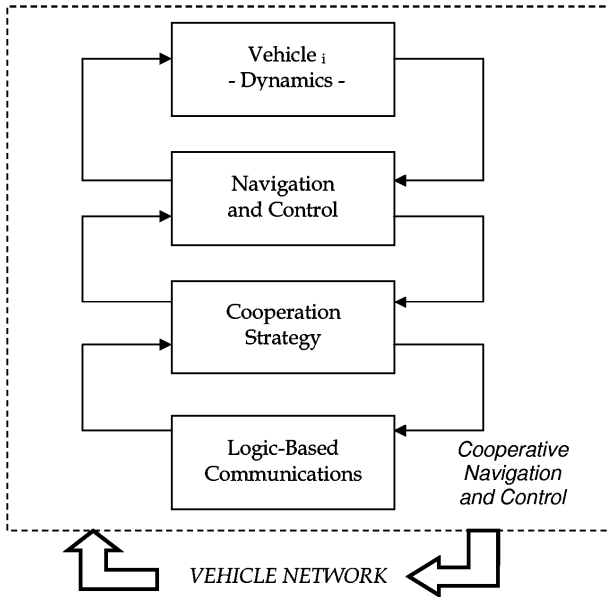 Vehicle i
- Dynamics -
Navigation
and Control
Cooperation
Strategy
Logic-Based
Communications
Cooperative
Navigation
and Control
VEHICLE NETWORK